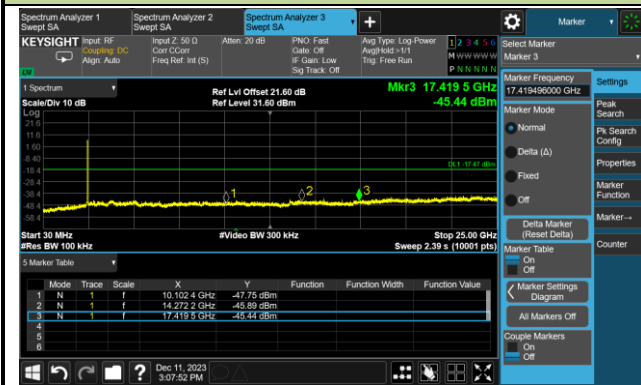 Spectrum Analyzer 1
Swept SA
Spectrum Analyzer 2
Swept SA
Spectrum Analyzer 3
Swept SA
Marker
KEYSIGHT
Input: RF
Coupling: DC
Align: Auto
Input Z: 50 Ω
Corr CCorr
Freq Ref: Int (S)
Atten: 20 dB
PNO: Fast
Gate: Off
IF Gain: Low
Sig Track: Off
Avg Type: Log-Power
Avg|Hold:>1/1
Trig: Free Run
1 2 3 4 5 6
M W W W W W
P N N N N N
LV
1 Spectrum
Scale/Div 10 dB
Log
Ref Lvl Offset 21.60 dB
Ref Level 31.60 dBm
Mkr3 17.419 5 GHz
-45.44 dBm
21.6
11.6
1.60
-8.40
-18.4
-28.4
-38.4
-48.4
-58.4
DL1 -17.47 dBm
1
2
3
Start 30 MHz
#Res BW 100 kHz
#Video BW 300 kHz
Stop 25.00 GHz
Sweep 2.39 s (10001 pts)
5 Marker Table
Mode Trace Scale X Y Function Function Width Function Value
1 N 1 f 10.102 4 GHz -47.75 dBm
2 N 1 f 14.272 2 GHz -45.89 dBm
3 N 1 f 17.419 5 GHz -45.44 dBm
4
5
6
Dec 11, 2023
3:07:52 PM
Select Marker
Marker 3
Marker Frequency
17.419496000 GHz
Marker Mode
Normal
Delta (Δ)
Fixed
Off
Delta Marker
(Reset Delta)
Marker Table
On
Off
Marker Settings
Diagram
All Markers Off
Couple Markers
On
Off
Settings
Peak
Search
Pk Search
Config
Properties
Marker
Function
Marker→
Counter